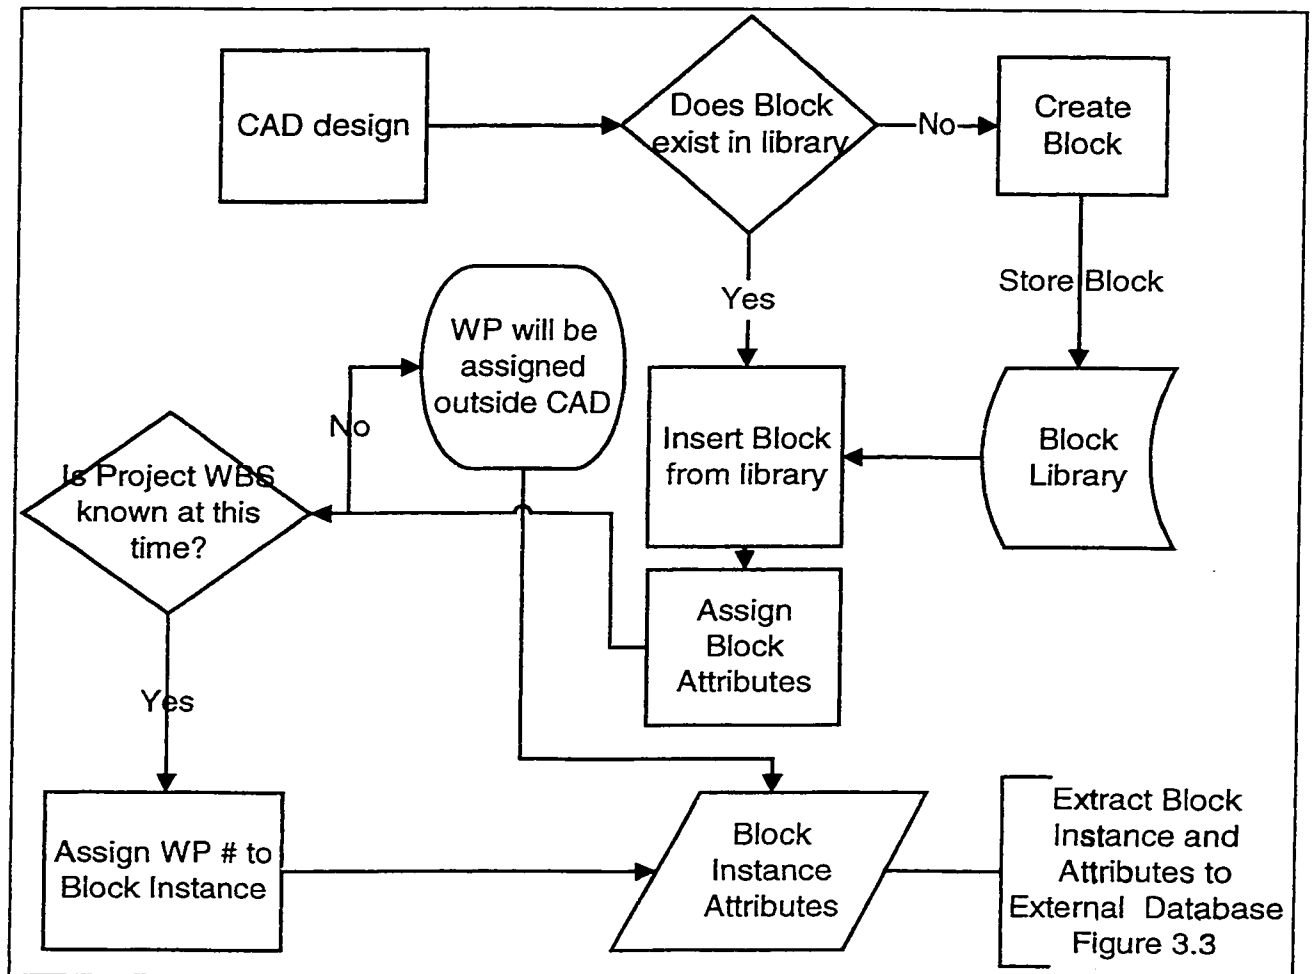 CAD design
Does Block
exist in library
No
Create
Block
Yes
Store Block
WP will be
assigned
outside CAD
No
Insert Block
from library
Block
Library
Is Project WBS
known at this
time?
Assign
Block
Attributes
Yes
Assign WP # to
Block Instance
Block
Instance
Attributes
Extract Block
Instance and
Attributes to
External Database
Figure 3.3